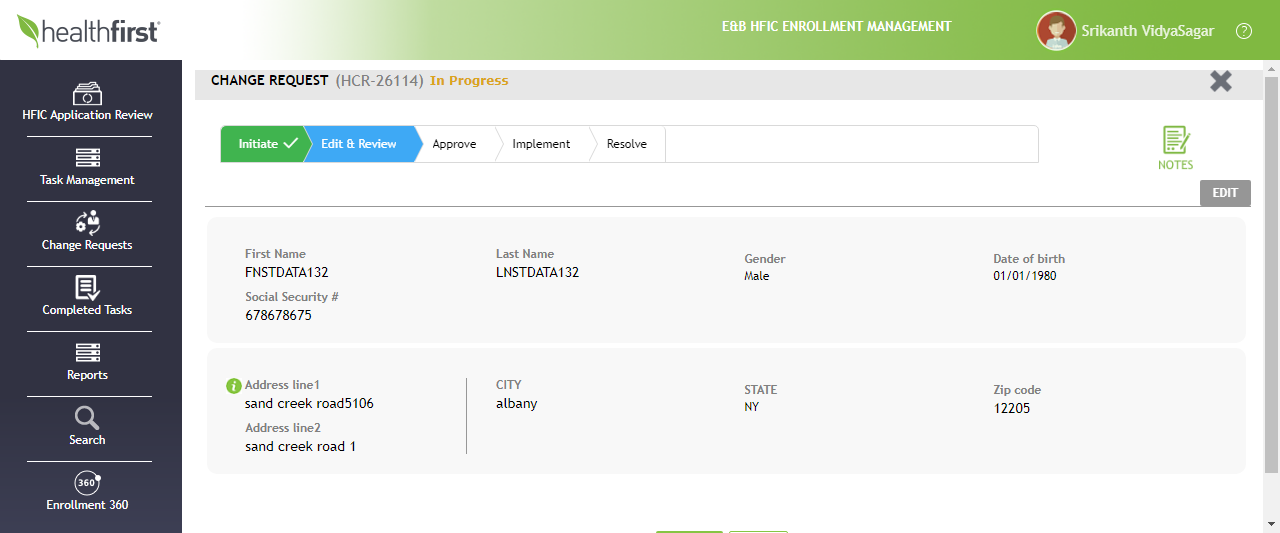 healthfirst
E&B HFIC ENROLLMENT MANAGEMENT
Srikanth VidyaSagar
?
HFIC Application Review
Task Management
Change Requests
Completed Tasks
Reports
Search
360
Enrollment 360
CHANGE REQUEST (HCR-26114) In Progress
Initiate
Edit & Review
Approve
Implement
Resolve
NOTES
EDIT
First Name
FNSTDATA132
Last Name
LNSTDATA132
Gender
Male
Date of birth
01/01/1980
Social Security #
678678675
i
Address line1
sand creek road5106
CITY
albany
STATE
NY
Zip code
12205
Address line2
sand creek road 1